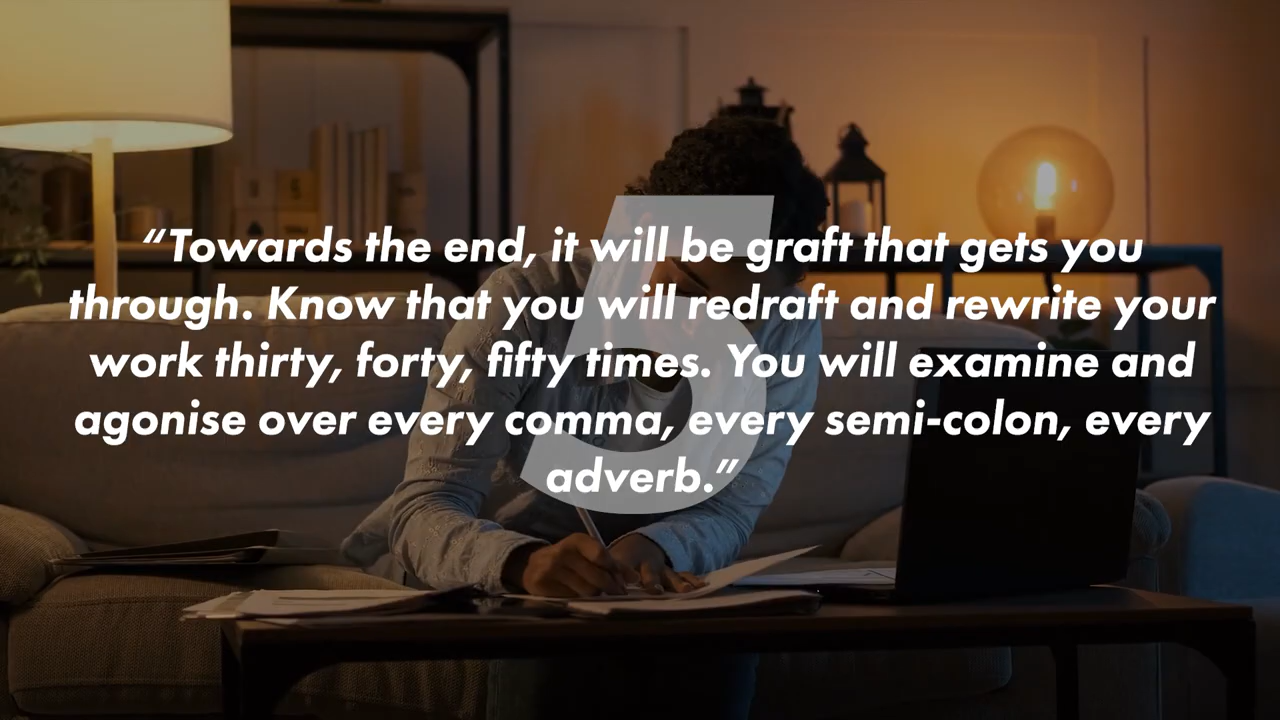 5
“Towards the end, it will be graft that gets you
through. Know that you will redraft and rewrite your
work thirty, forty, fifty times. You will examine and
agonise over every comma, every semi-colon, every
adverb.”